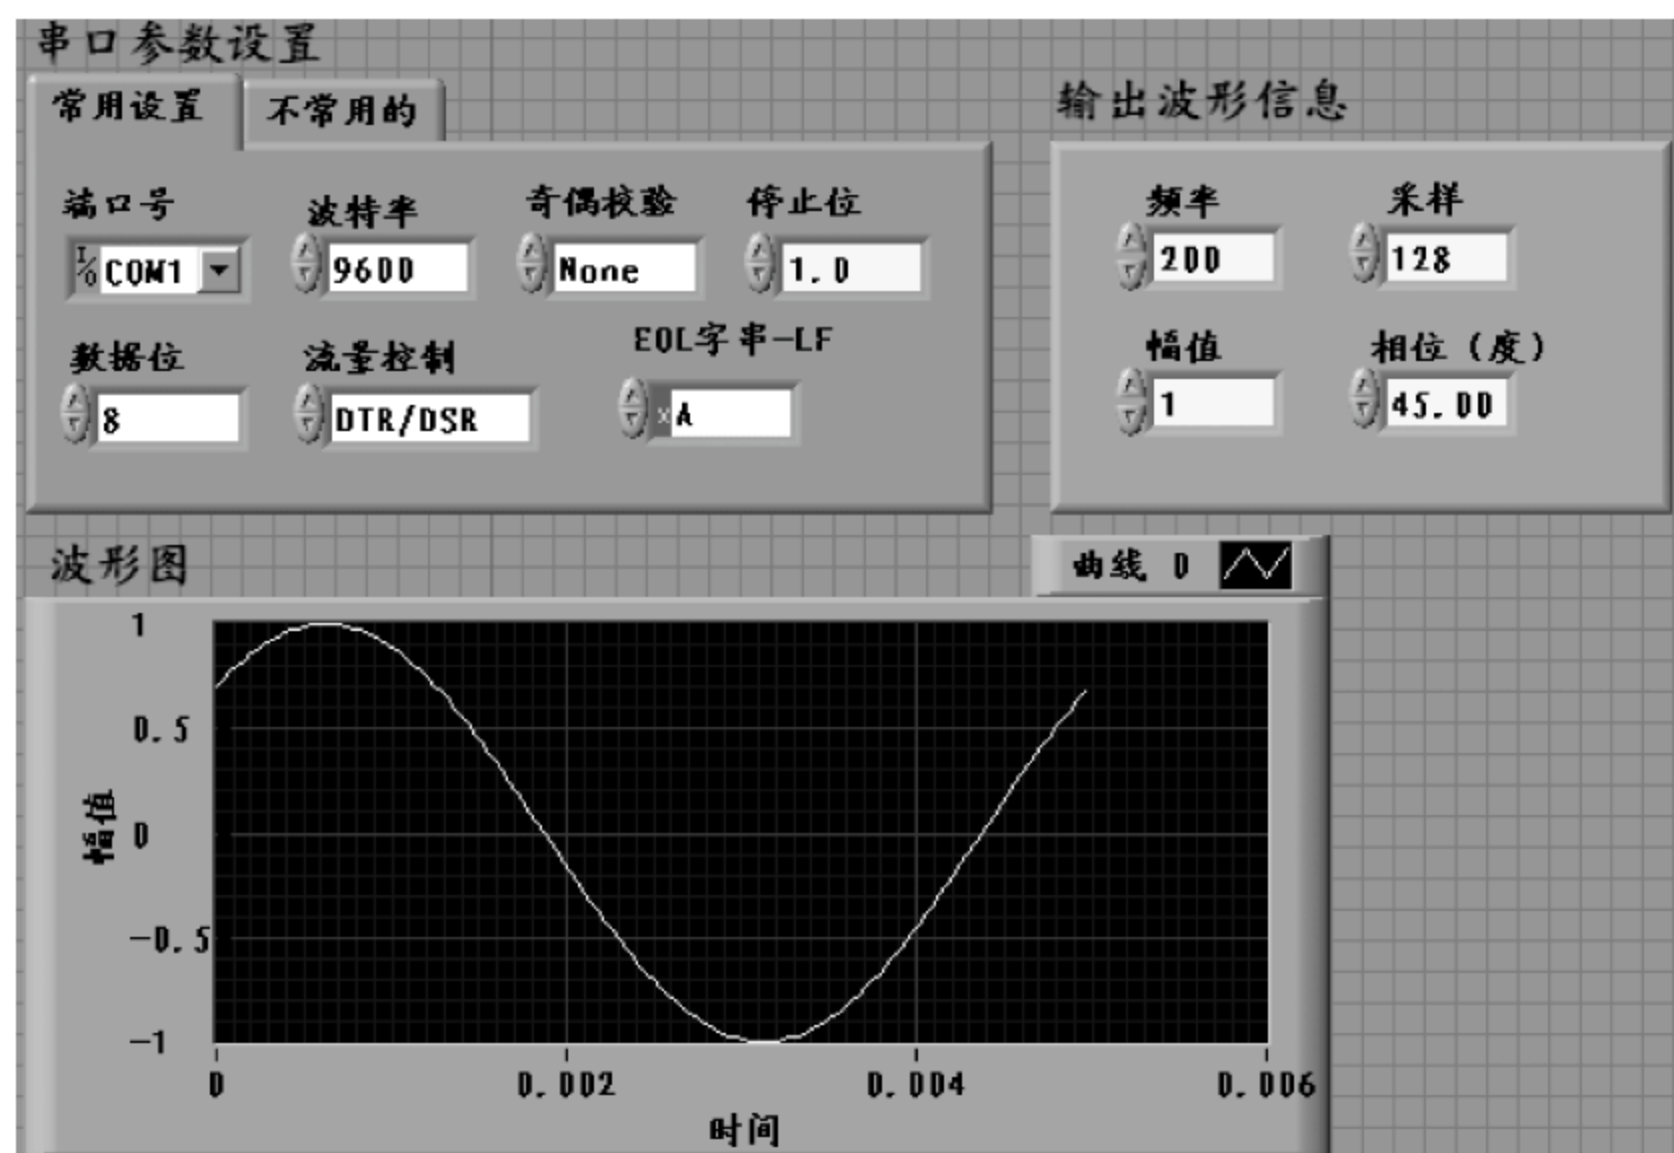 串口参数设置
常用设置 不常用的
端口号 波特率 奇偶校验 停止位
COM1 9600 None 1.0
数据位 流量控制 EOL字串-LF
8 DTR/DSR xA
输出波形信息
频率 采样
200 128
幅值 相位(度)
1 45.00
波形图
曲线 0
1
0.5
0
-0.5
-1
幅值
0 0.002 0.004 0.006
时间